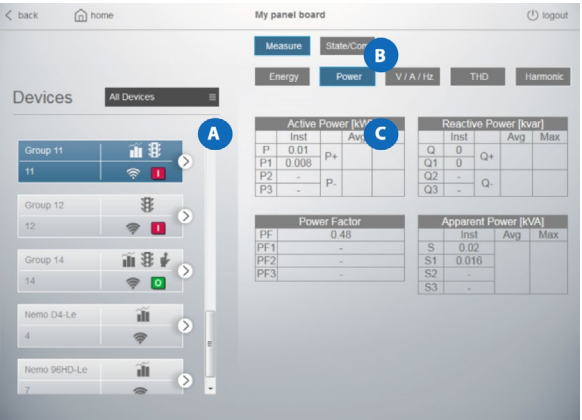 back home My panel board logout
Measure State/Com
B
Energy Power V / A / Hz THD Harmonic
Devices All Devices
A
Group 11
11 I
Group 12
12 I
Group 14
14 O
Nemo D4-Le
4
Nemo 96HD-Le
7
Active Power [kW]
C
Inst Avg
P 0.01 P+
P1 0.008
P2 - P-
P3 -
Reactive Power [kvar]
Inst Avg Max
Q 0 Q+
Q1 0
Q2 - Q-
Q3 -
Power Factor
PF 0.48
PF1 -
PF2 -
PF3 -
Apparent Power [kVA]
Inst Avg Max
S 0.02
S1 0.016
S2 -
S3 -